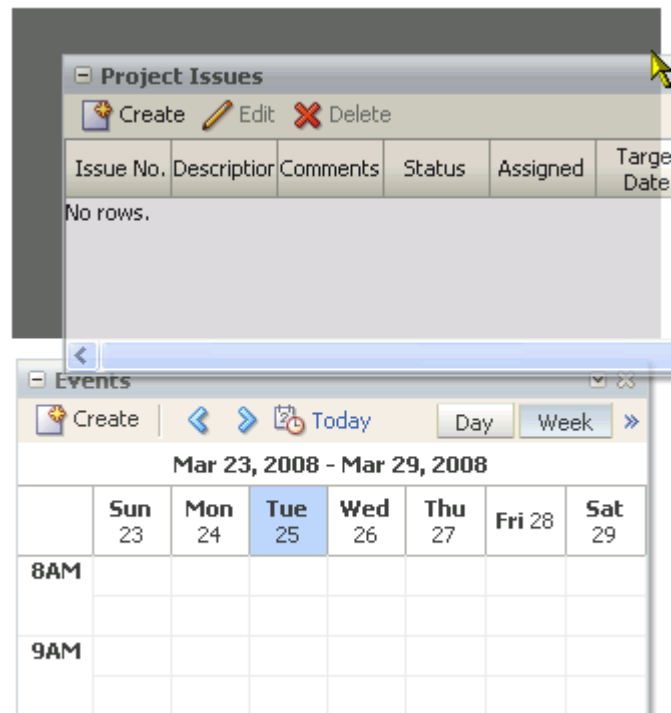 Project Issues
Create Edit Delete
Issue No. Description Comments Status Assigned Targe
Date
No rows.
Events
Create Today Day Week »
Mar 23, 2008 - Mar 29, 2008
Sun 23 Mon 24 Tue 25 Wed 26 Thu 27 Fri 28 Sat 29
8AM
9AM